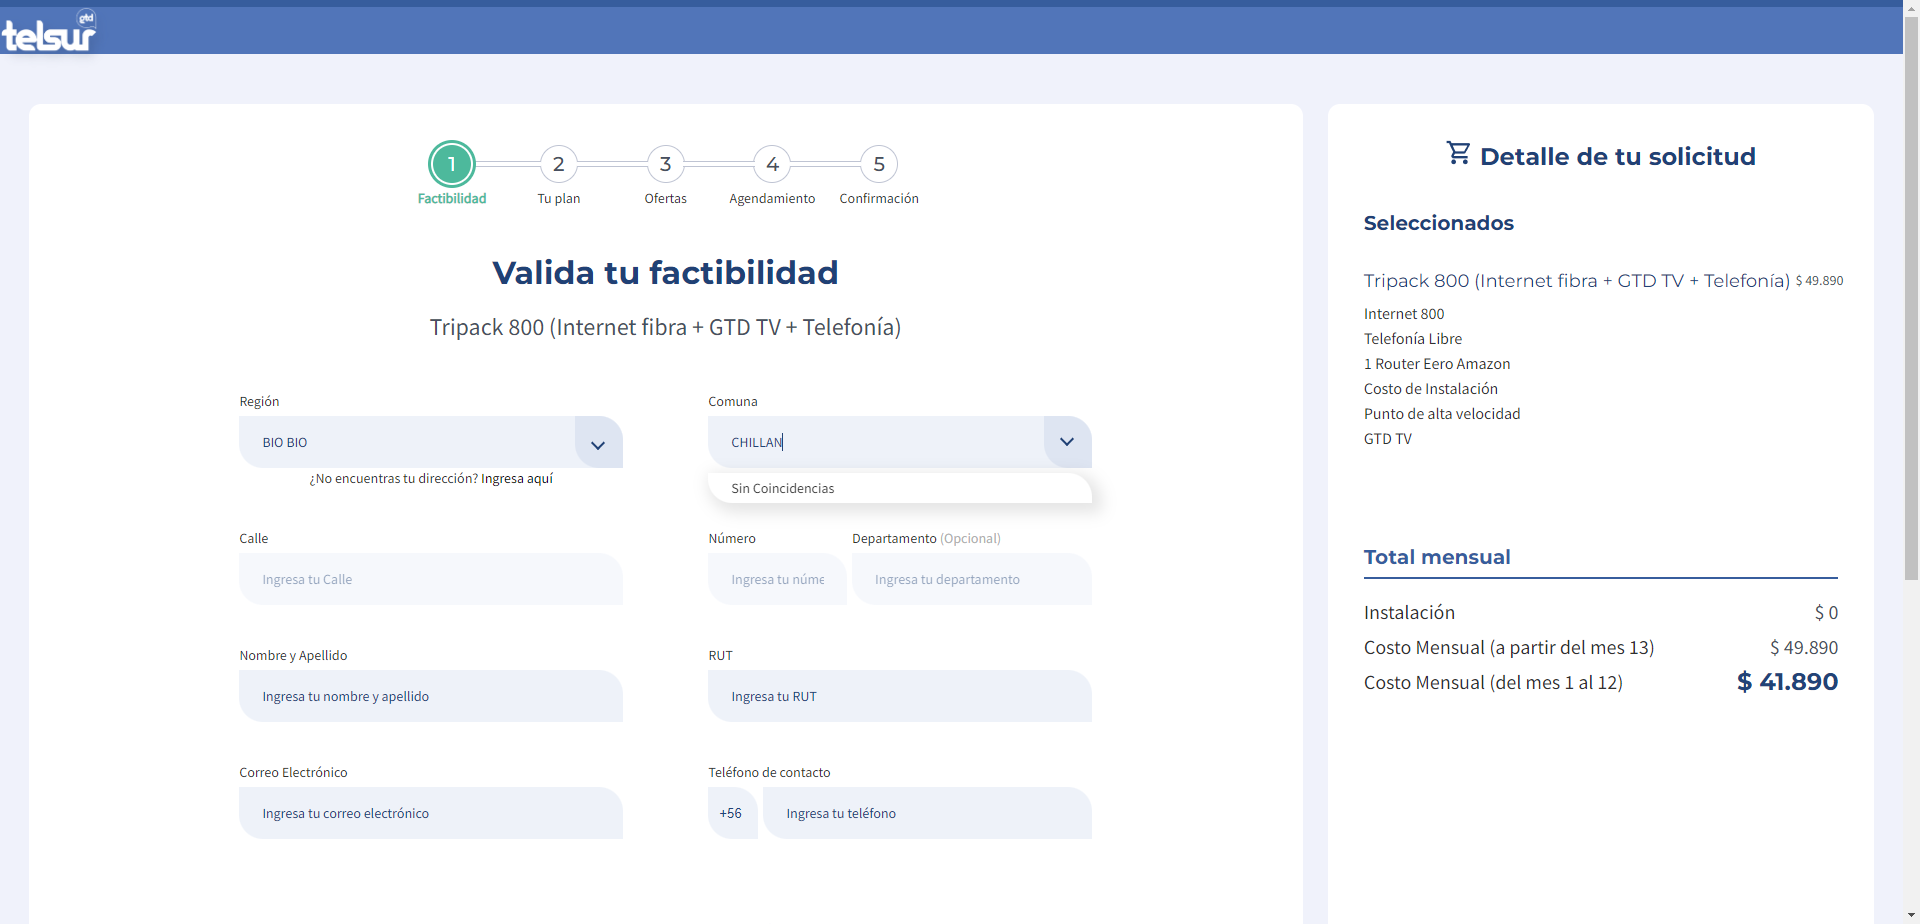 gtd
telsur
1
2
3
4
5
Factibilidad
Tu plan
Ofertas
Agendamiento
Confirmación
Valida tu factibilidad
Tripack 800 (Internet fibra + GTD TV + Telefonía)
Región
Comuna
BIO BIO
CHILLAN
¿No encuentras tu dirección? Ingresa aquí
Sin Coincidencias
Calle
Número
Departamento (Opcional)
Ingresa tu Calle
Ingresa tu núme
Ingresa tu departamento
Nombre y Apellido
RUT
Ingresa tu nombre y apellido
Ingresa tu RUT
Correo Electrónico
Teléfono de contacto
Ingresa tu correo electrónico
+56
Ingresa tu teléfono
Detalle de tu solicitud
Seleccionados
Tripack 800 (Internet fibra + GTD TV + Telefonía) $ 49.890
Internet 800
Telefonía Libre
1 Router Eero Amazon
Costo de Instalación
Punto de alta velocidad
GTD TV
Total mensual
Instalación $ 0
Costo Mensual (a partir del mes 13) $ 49.890
Costo Mensual (del mes 1 al 12) $ 41.890